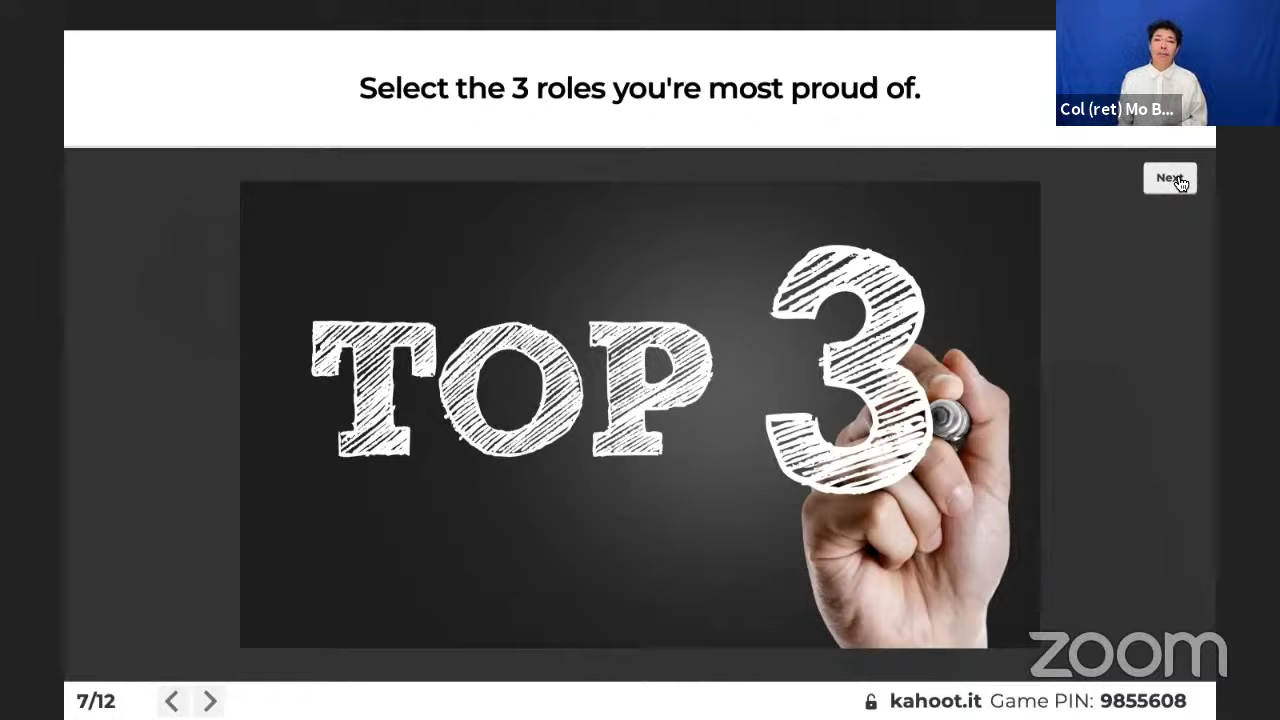 Select the 3 roles you're most proud of.
Col (ret) Mo B...
Next
TOP 3
zoom
7/12
kahoot.it Game PIN: 9855608